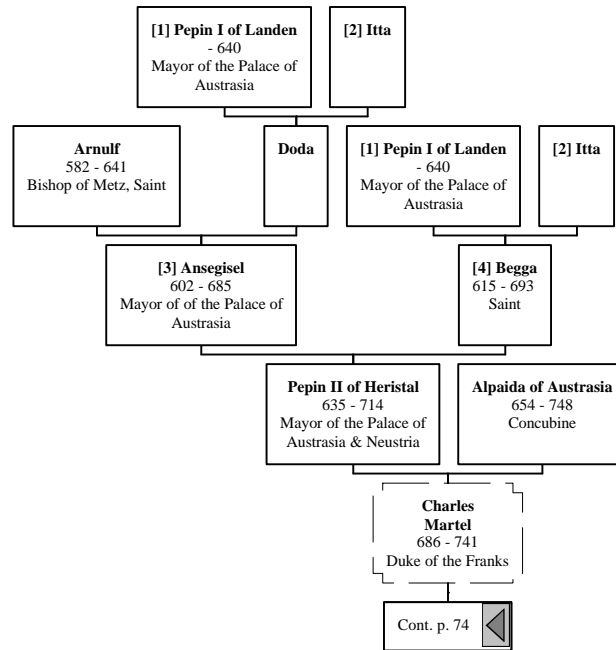 [1] Pepin I of Landen
- 640
Mayor of the Palace of
Austrasia
[2] Itta
Arnulf
582 - 641
Bishop of Metz, Saint
Doda
[1] Pepin I of Landen
- 640
Mayor of the Palace of
Austrasia
[2] Itta
[3] Ansegisel
602 - 685
Mayor of of the Palace of
Austrasia
[4] Begga
615 - 693
Saint
Pepin II of Heristal
635 - 714
Mayor of the Palace of
Austrasia & Neustria
Alpaida of Austrasia
654 - 748
Concubine
Charles
Martel
686 - 741
Duke of the Franks
Cont. p. 74